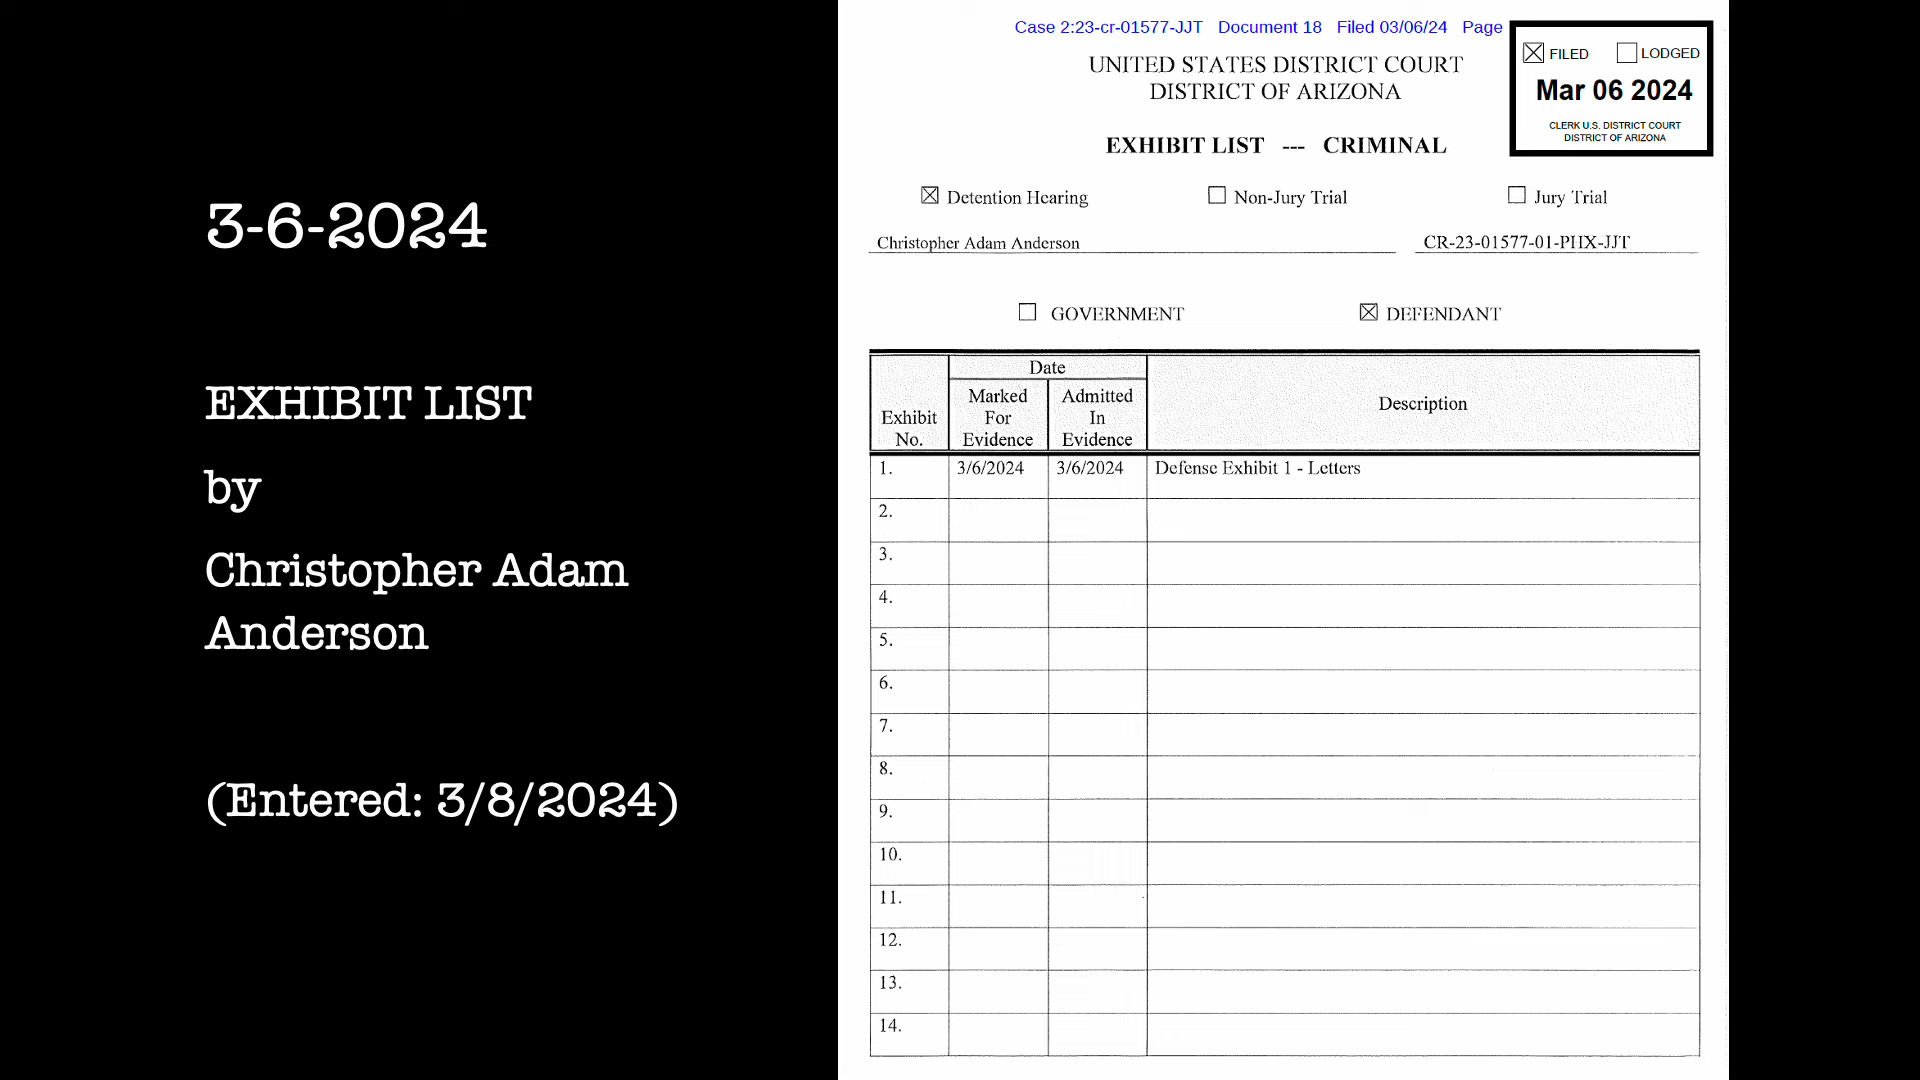 3-6-2024
EXHIBIT LIST
by
Christopher Adam
Anderson
(Entered: 3/8/2024)
Case 2:23-cr-01577-JJT Document 18 Filed 03/06/24 Page
FILED LODGED
Mar 06 2024
CLERK U.S. DISTRICT COURT
DISTRICT OF ARIZONA
UNITED STATES DISTRICT COURT
DISTRICT OF ARIZONA
EXHIBIT LIST --- CRIMINAL
Detention Hearing Non-Jury Trial Jury Trial
Christopher Adam Anderson CR-23-01577-01-PHX-JJT
GOVERNMENT DEFENDANT
Exhibit
No.
Date
Marked
For
Evidence
Admitted
In
Evidence
Description
1. 3/6/2024 3/6/2024 Defense Exhibit 1 - Letters
2.
3.
4.
5.
6.
7.
8.
9.
10.
11.
12.
13.
14.